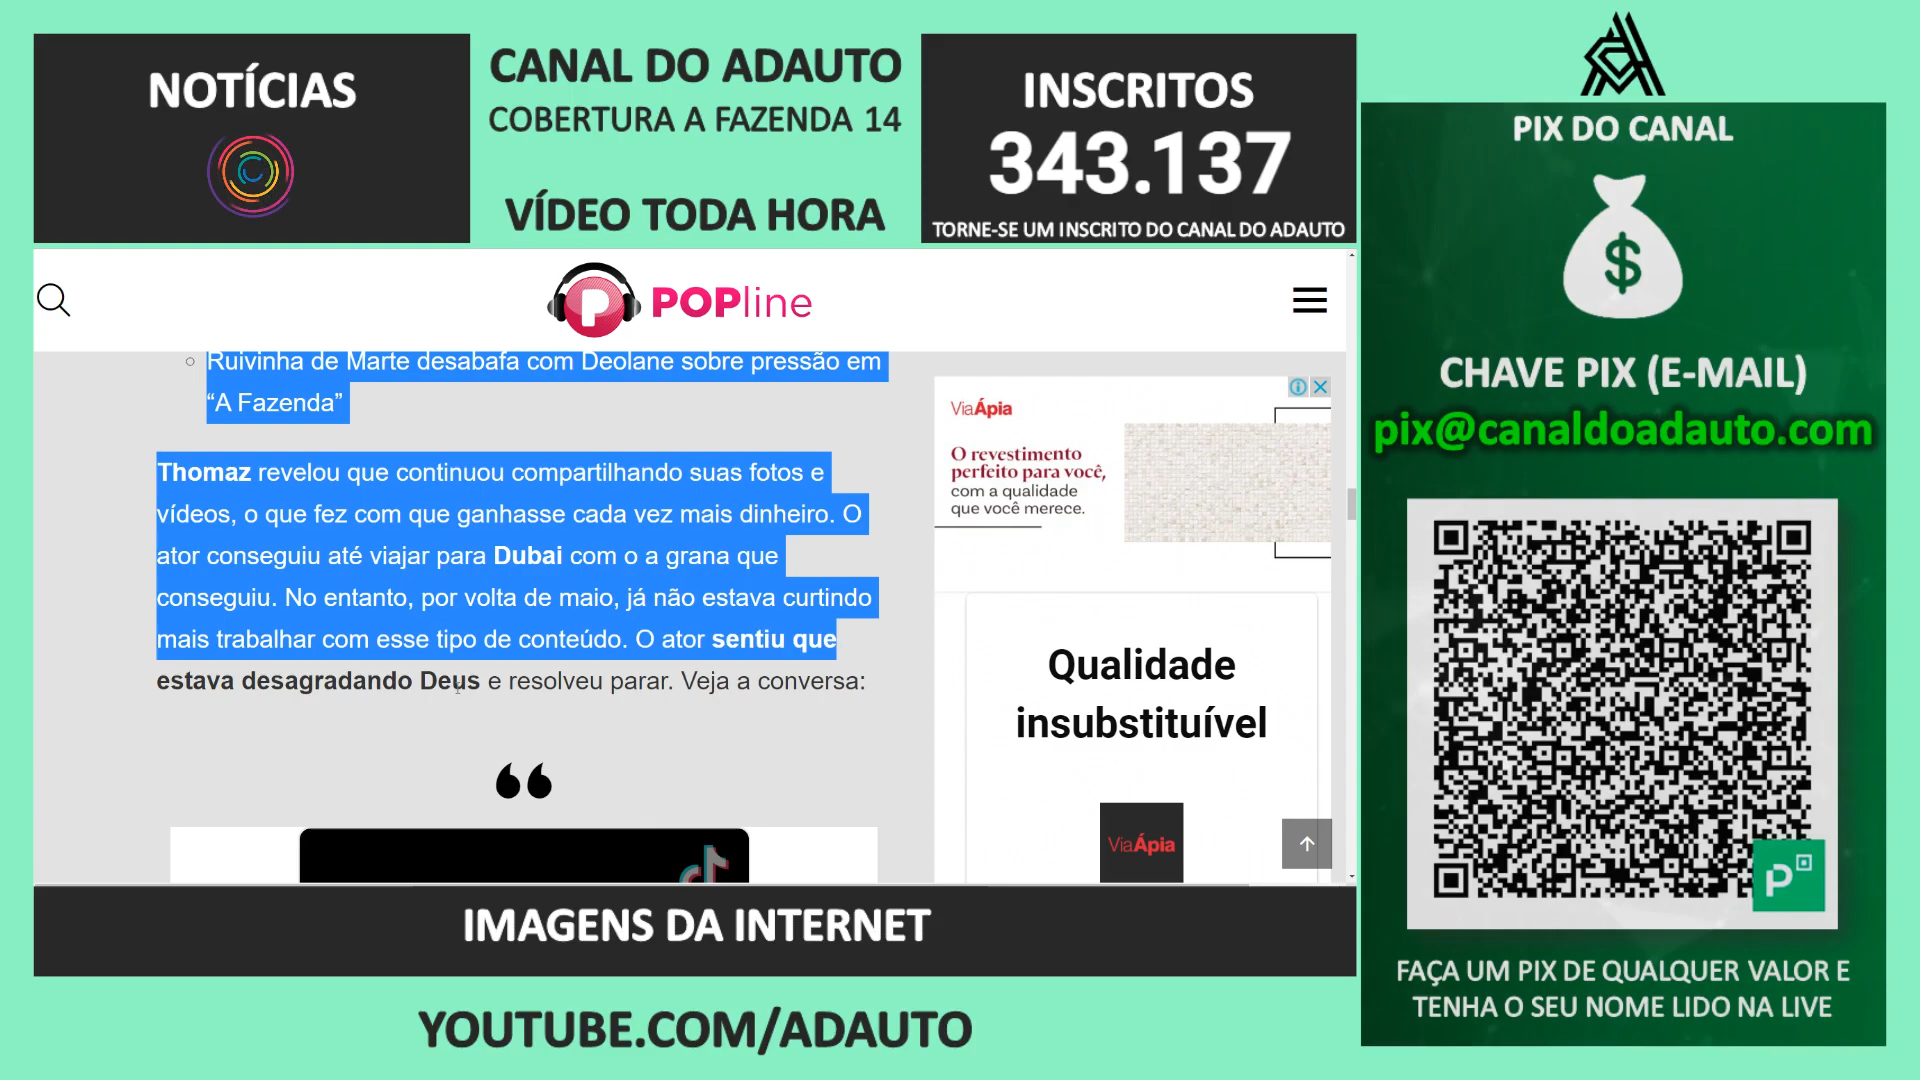 NOTÍCIAS
CANAL DO ADAUTO
COBERTURA A FAZENDA 14
VÍDEO TODA HORA
INSCRITOS
343.137
TORNE-SE UM INSCRITO DO CANAL DO ADAUTO
POPline
Ruivinha de Marte desabafa com Deolane sobre pressão em
“A Fazenda”
Thomaz revelou que continuou compartilhando suas fotos e
vídeos, o que fez com que ganhasse cada vez mais dinheiro. O
ator conseguiu até viajar para Dubai com o a grana que
conseguiu. No entanto, por volta de maio, já não estava curtindo
mais trabalhar com esse tipo de conteúdo. O ator sentiu que
estava desagradando Deus e resolveu parar. Veja a conversa:
ViaÁpia
O revestimento
perfeito para você,
com a qualidade
que você merece.
Qualidade
insubstituível
ViaÁpia
IMAGENS DA INTERNET
YOUTUBE.COM/ADAUTO
PIX DO CANAL
$
CHAVE PIX (E-MAIL)
pix@canaldoadauto.com
FAÇA UM PIX DE QUALQUER VALOR E
TENHA O SEU NOME LIDO NA LIVE